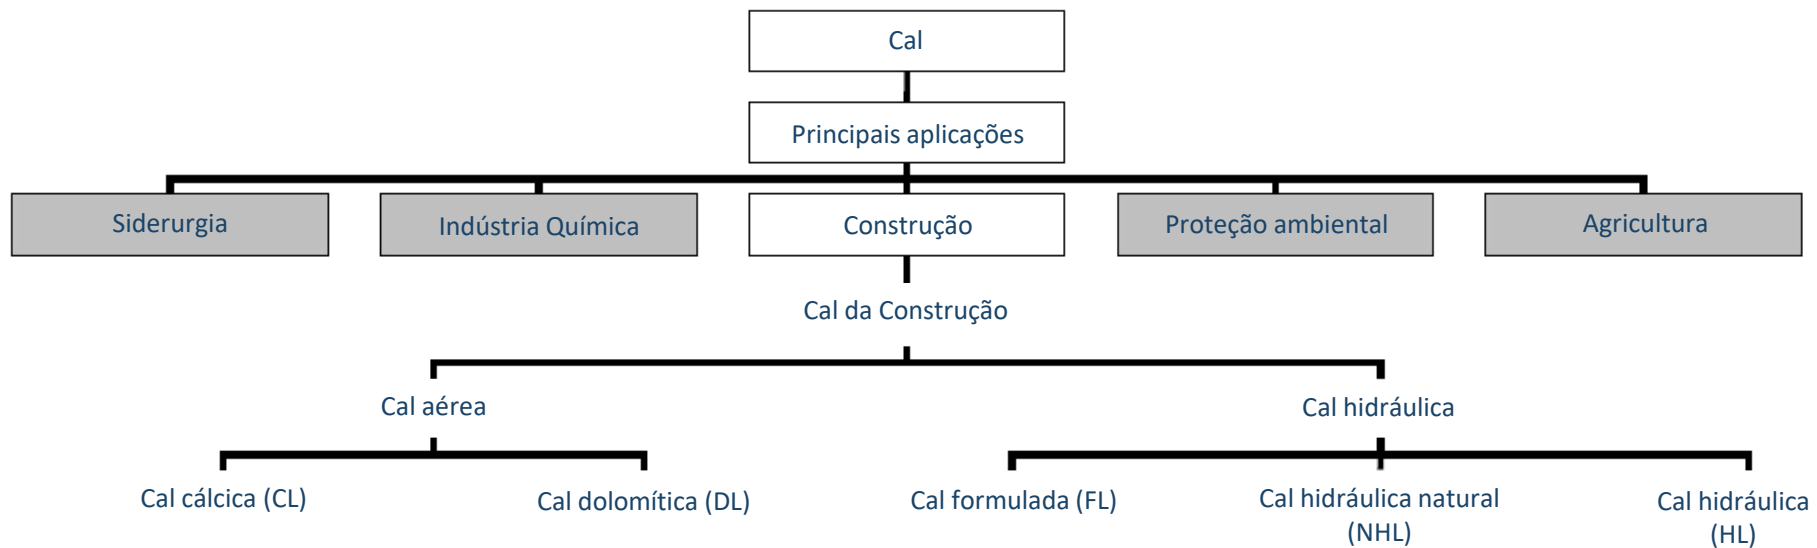 Cal
Principais aplicações
Siderurgia
Indústria Química
Construção
Proteção ambiental
Agricultura
Cal da Construção
Cal aérea
Cal hidráulica
Cal cálcica (CL)
Cal dolomítica (DL)
Cal formulada (FL)
Cal hidráulica natural
(NHL)
Cal hidráulica
(HL)